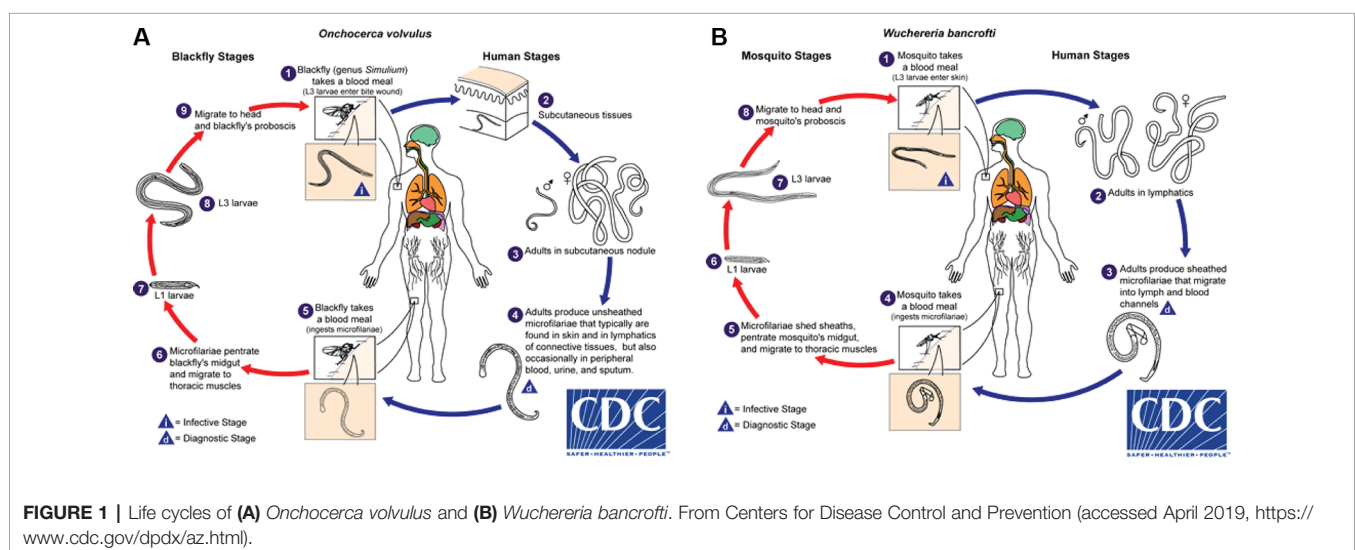 A
Onchocerca volvulus
Blackfly Stages
Human Stages
1 Blackfly (genus Simulium)
takes a blood meal
(L3 larvae enter bite wound)
2
Subcutaneous tissues
9
Migrate to head
and blackfly's proboscis
i
8 L3 larvae
3 Adults in subcutaneous nodule
7
L1 larvae
5 Blackfly takes
a blood meal
(ingests microfilariae)
4 Adults produce unsheathed
microfilariae that typically are
found in skin and in lymphatics
of connective tissues, but also
occasionally in peripheral
blood, urine, and sputum.
d
6 Microfilariae pentrate
blackfly's midgut
and migrate to
thoracic muscles
i = Infective Stage
d = Diagnostic Stage
CDC
SAFER•HEALTHIER•PEOPLE™
B
Wuchereria bancrofti
Mosquito Stages
Human Stages
1 Mosquito takes
a blood meal
(L3 larvae enter skin)
8 Migrate to head and
mosquito's proboscis
i
7 L3 larvae
2 Adults in lymphatics
6
L1 larvae
3 Adults produce sheathed
microfilariae that migrate
into lymph and blood
channels d
4 Mosquito takes
a blood meal
(ingests microfilariae)
5 Microfilariae shed sheaths,
pentrate mosquito's midgut,
and migrate to thoracic muscles
i = Infective Stage
d = Diagnostic Stage
CDC
SAFER•HEALTHIER•PEOPLE™
FIGURE 1 | Life cycles of (A) Onchocerca volvulus and (B) Wuchereria bancrofti. From Centers for Disease Control and Prevention (accessed April 2019, https://
www.cdc.gov/dpdx/az.html).